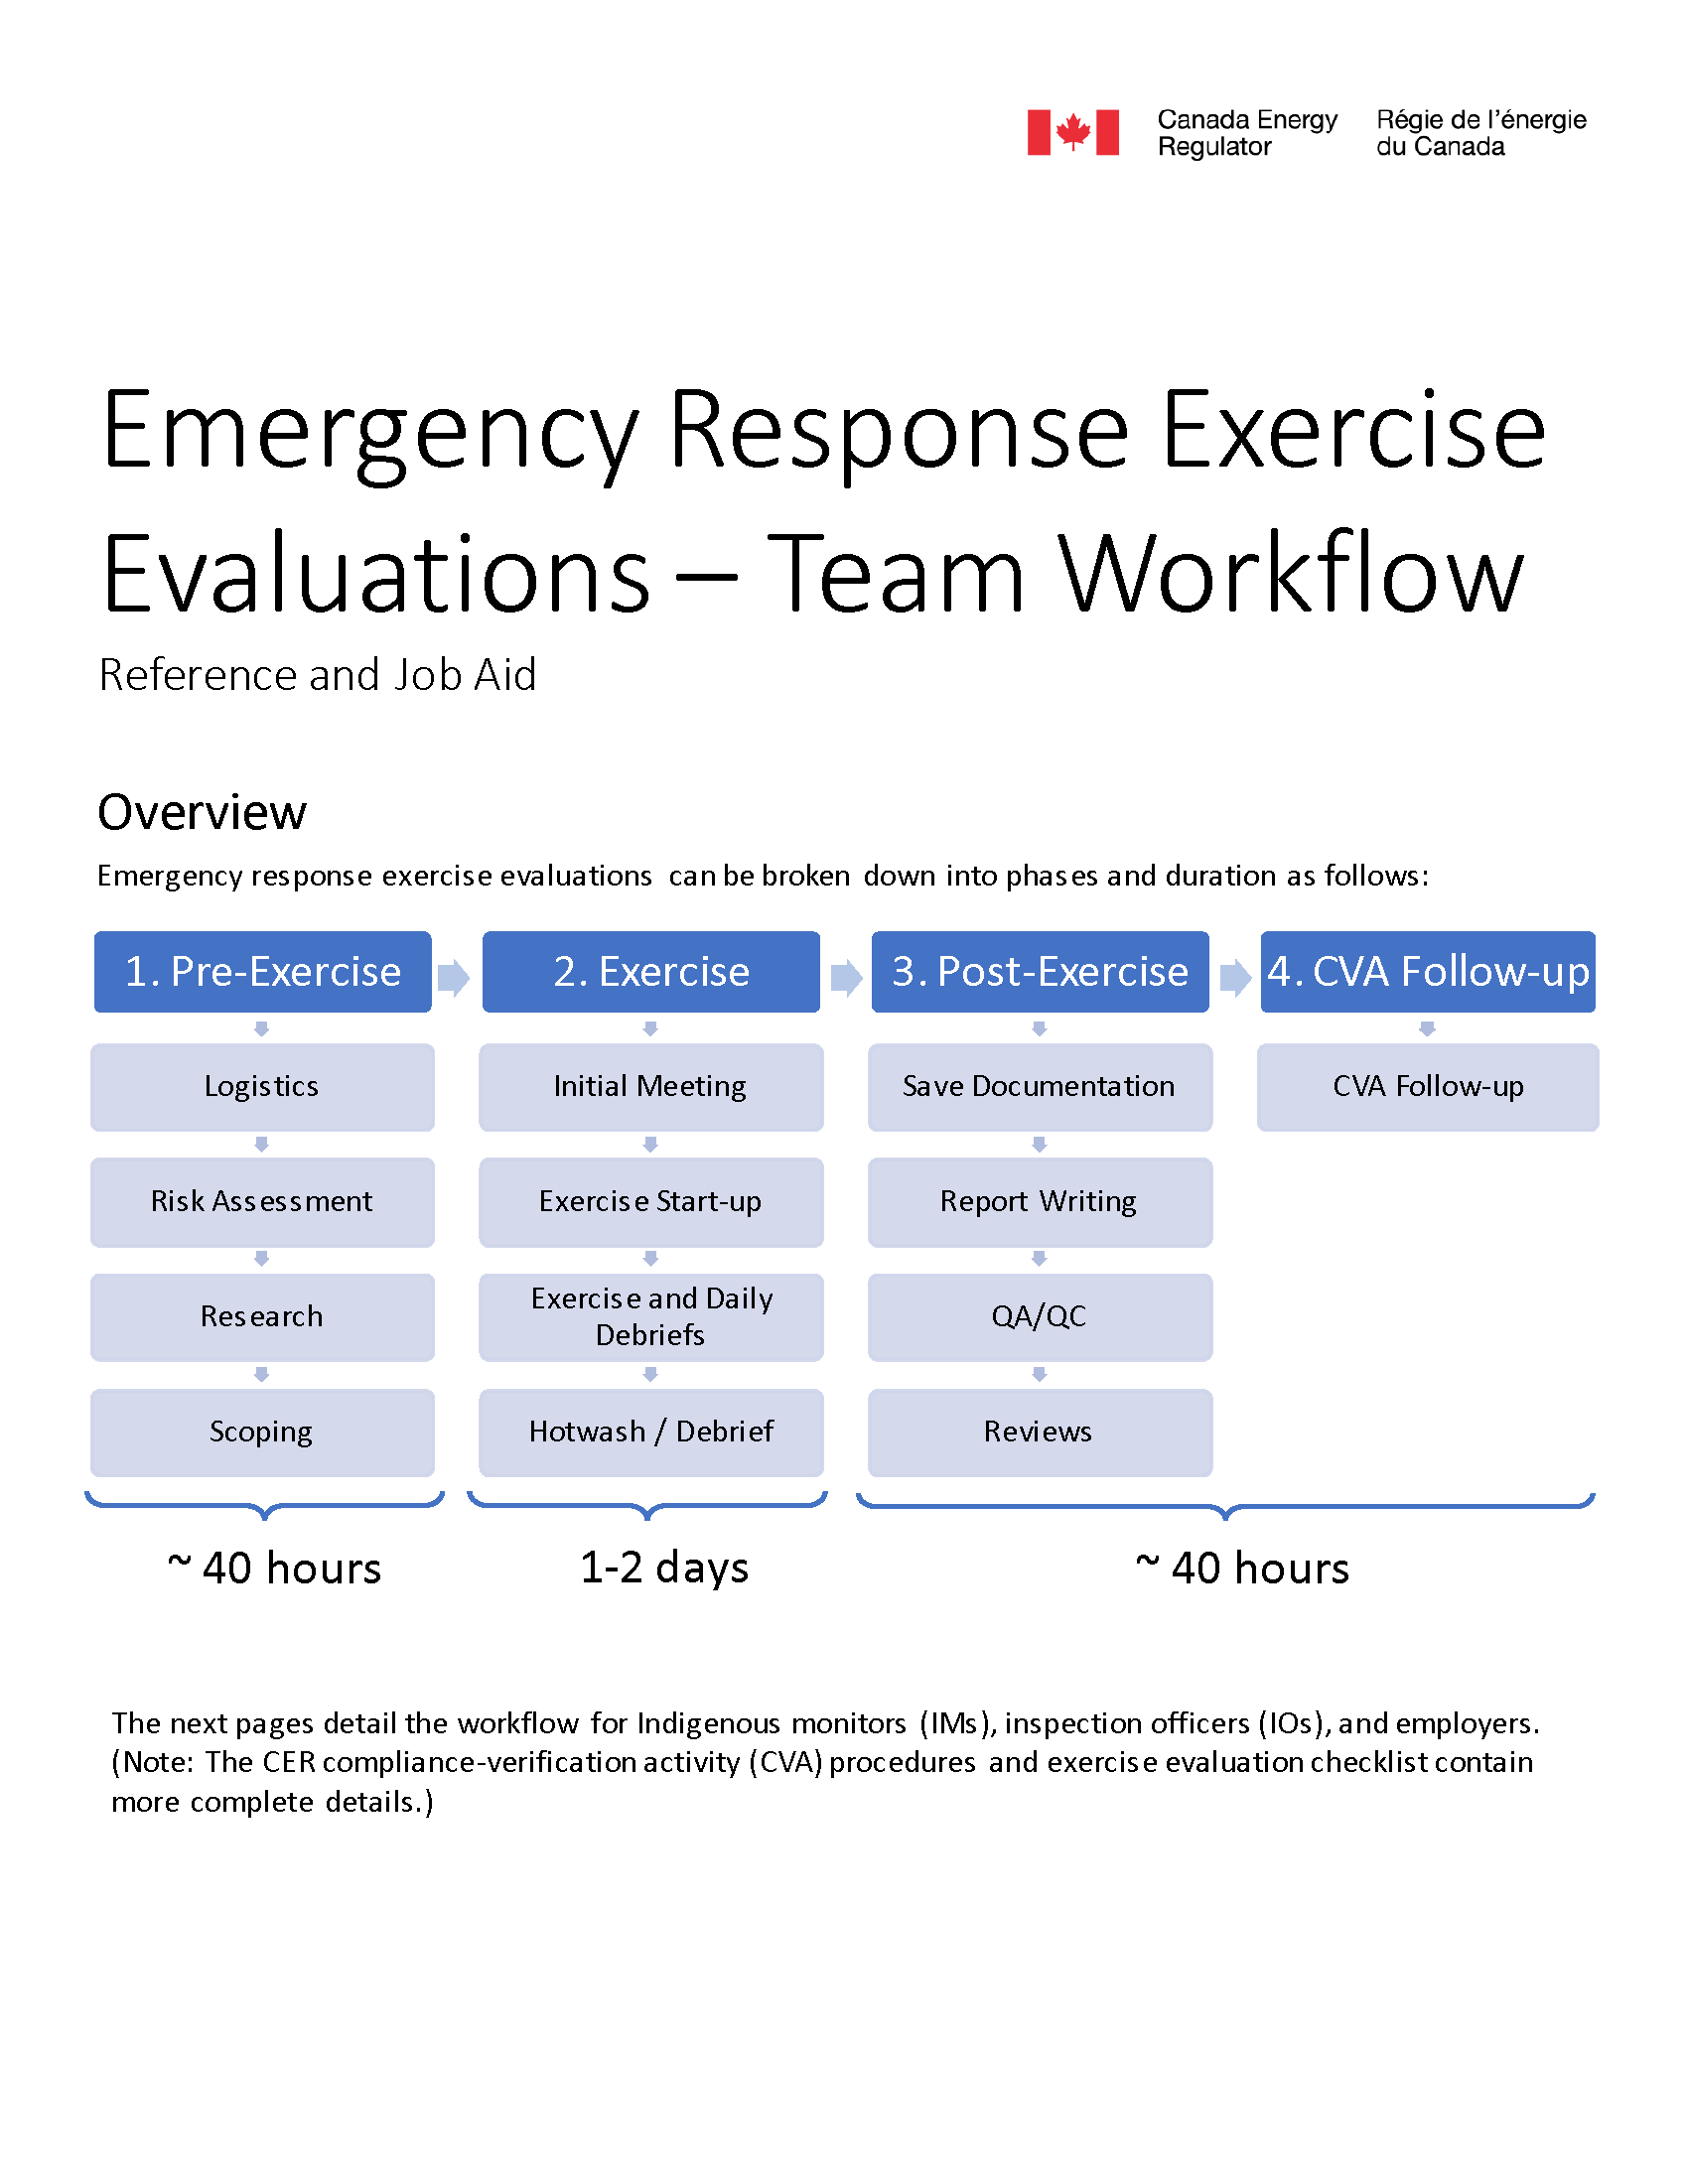 Canada Energy Regulator
Régie de l'énergie du Canada
Emergency Response Exercise
Evaluations – Team Workflow
Reference and Job Aid
Overview
Emergency response exercise evaluations can be broken down into phases and duration as follows:
1. Pre-Exercise
Logistics
Risk Assessment
Research
Scoping
~ 40 hours
2. Exercise
Initial Meeting
Exercise Start-up
Exercise and Daily
Debriefs
Hotwash / Debrief
1-2 days
3. Post-Exercise
Save Documentation
Report Writing
QA/QC
Reviews
4. CVA Follow-up
CVA Follow-up
~ 40 hours
The next pages detail the workflow for Indigenous monitors (IMs), inspection officers (IOs), and employers.
(Note: The CER compliance-verification activity (CVA) procedures and exercise evaluation checklist contain
more complete details.)